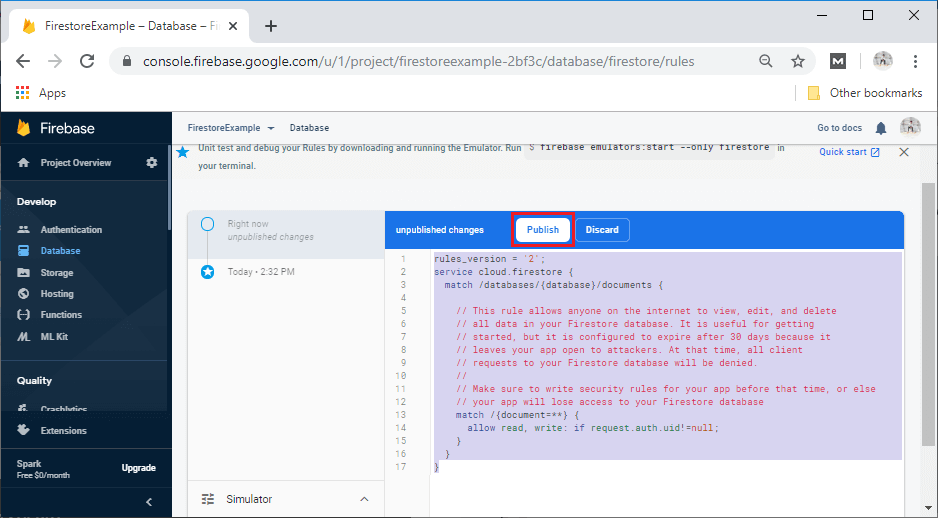 FirestoreExample – Database – Fi
console.firebase.google.com/u/1/project/firestoreexample-2bf3c/database/firestore/rules
M
Apps
Other bookmarks
Firebase
FirestoreExample
Database
Go to docs
Unit test and debug your Rules by downloading and running the Emulator. Run $ firebase emulators:start --only firestore in
your terminal.
Quick start
Project Overview
Develop
Authentication
Database
Storage
Hosting
Functions
ML Kit
Quality
Crashlytics
Extensions
Spark
Free $0/month
Upgrade
Right now
unpublished changes
Today • 2:32 PM
Simulator
unpublished changes
Publish
Discard
1 rules_version = '2';
2 service cloud.firestore {
3 match /databases/{database}/documents {
4
5 // This rule allows anyone on the internet to view, edit, and delete
6 // all data in your Firestore database. It is useful for getting
7 // started, but it is configured to expire after 30 days because it
8 // leaves your app open to attackers. At that time, all client
9 // requests to your Firestore database will be denied.
10 //
11 // Make sure to write security rules for your app before that time, or else
12 // your app will lose access to your Firestore database
13 match /{document=**} {
14 allow read, write: if request.auth.uid!=null;
15 }
16 }
17 }